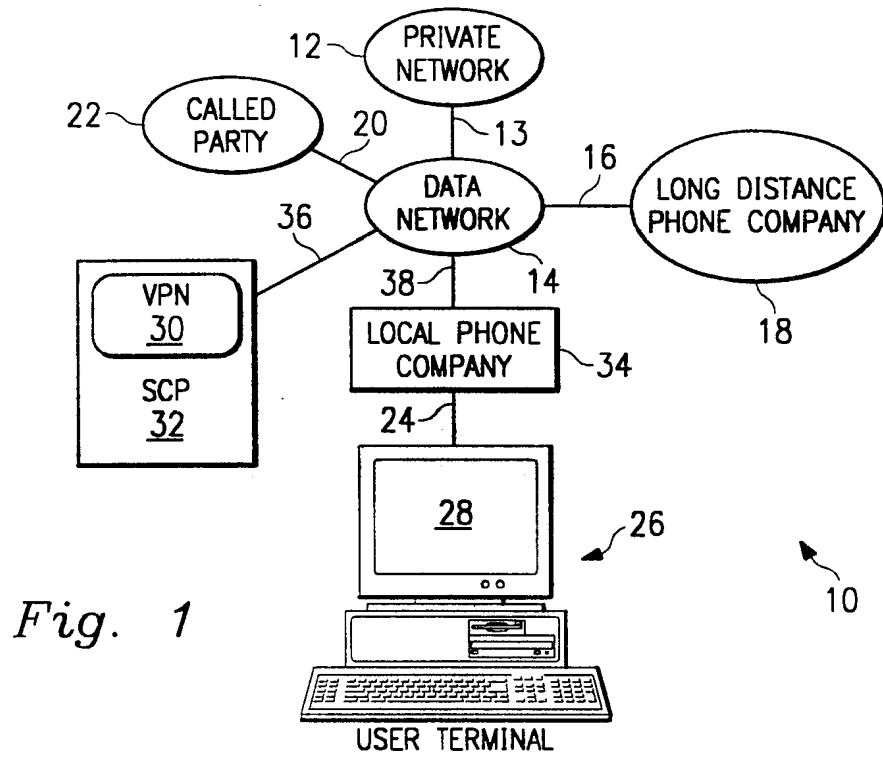 12
PRIVATE
NETWORK
13
22
CALLED
PARTY
20
DATA
NETWORK
14
16
LONG DISTANCE
PHONE COMPANY
18
36
VPN
30
SCP
32
38
LOCAL PHONE
COMPANY
34
24
28
26
10
Fig. 1
USER TERMINAL